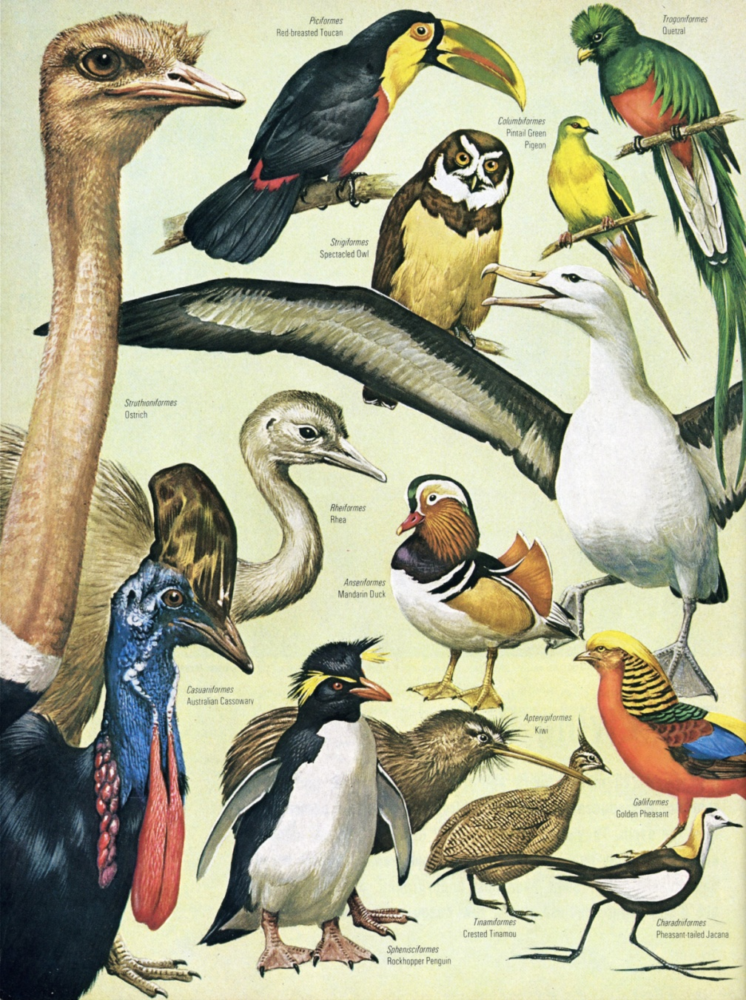 Piciformes
Red-breasted Toucan
Trogoniformes
Quetzal
Columbiformes
Pintail Green
Pigeon
Strigiformes
Spectacled Owl
Struthioniformes
Ostrich
Rheiformes
Rhea
Anseriformes
Mandarin Duck
Casuariiformes
Australian Cassowary
Apterygiformes
Kiwi
Galliformes
Golden Pheasant
Tinamiformes
Crested Tinamou
Charadriiformes
Pheasant-tailed Jacana
Sphenisciformes
Rockhopper Penguin